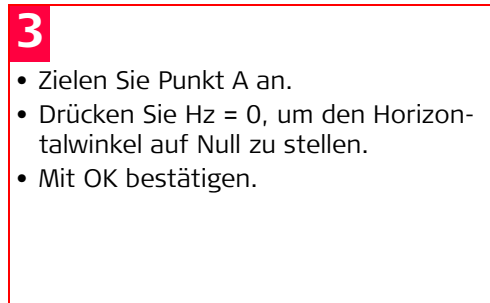 3
• Zielen Sie Punkt A an.
• Drücken Sie Hz = 0, um den Horizon-
talwinkel auf Null zu stellen.
• Mit OK bestätigen.